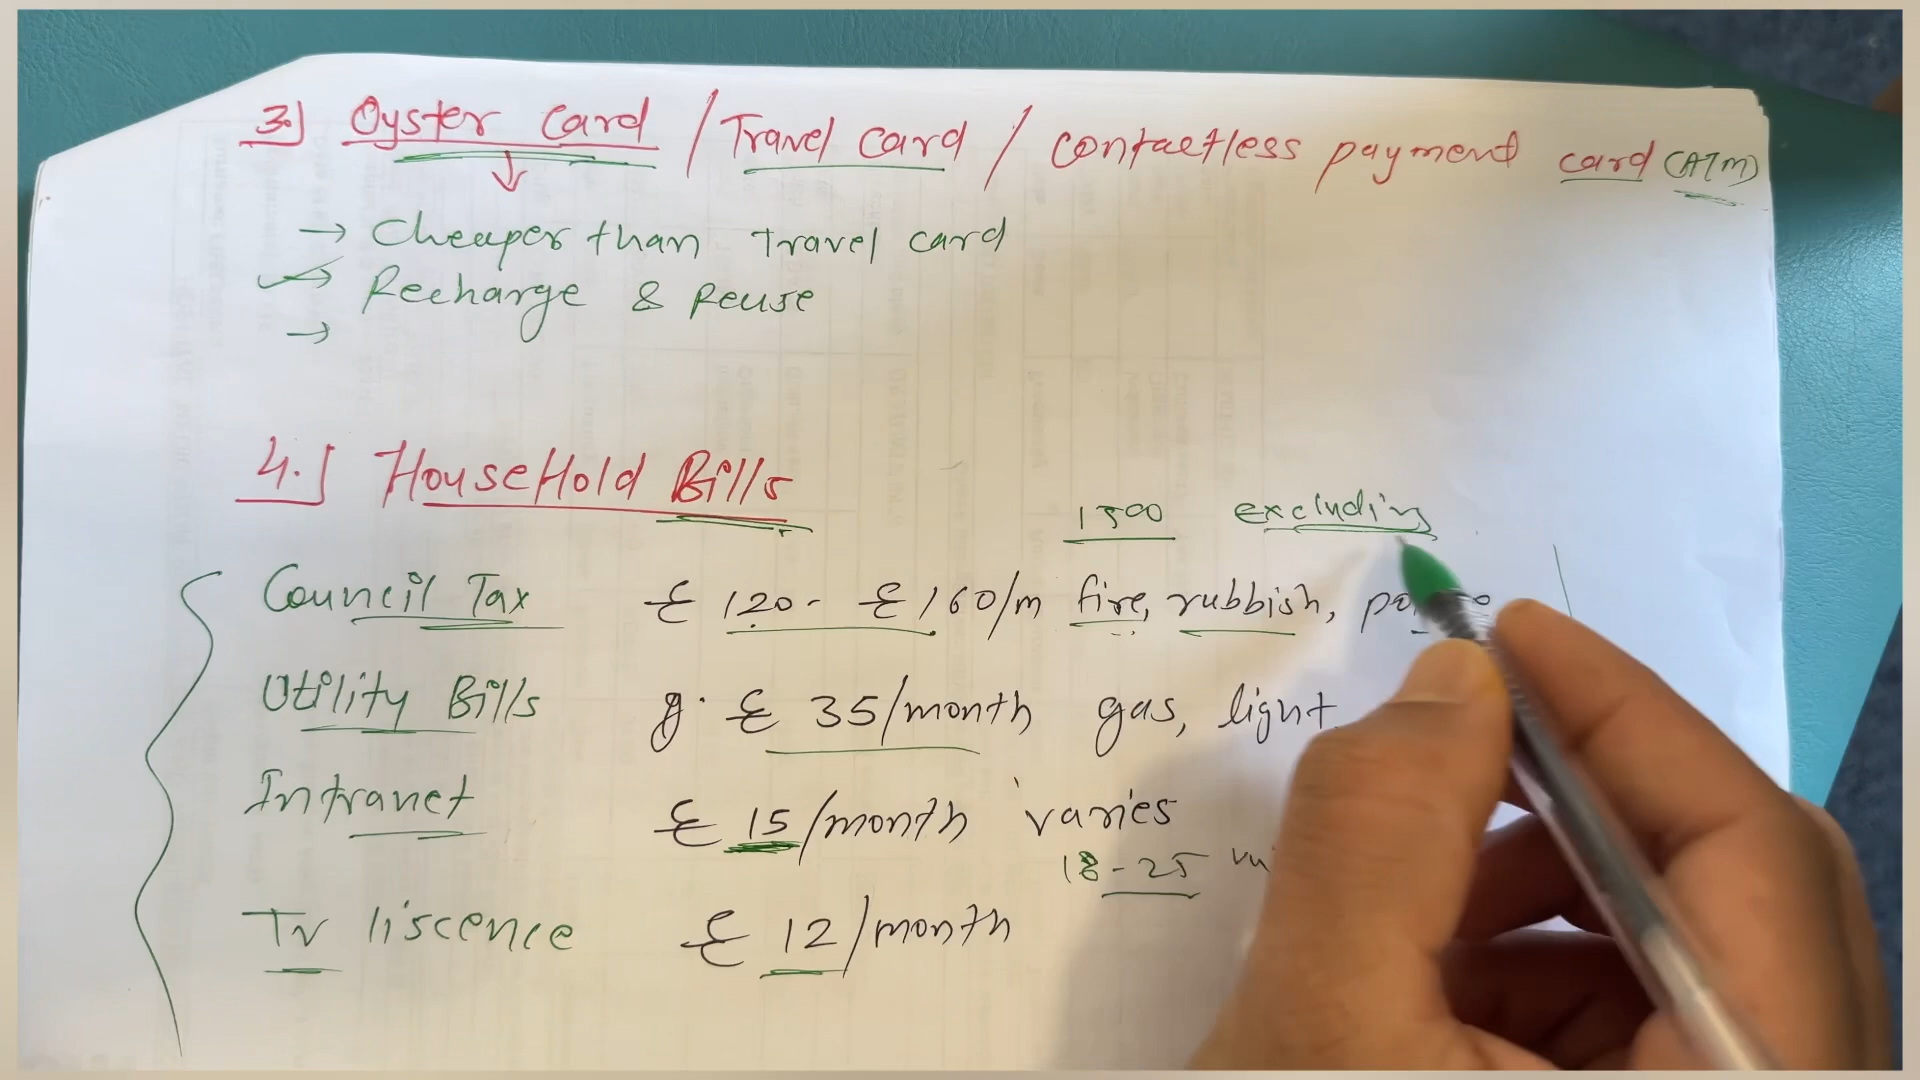 3.) Oyster Card / Travel Card / contactless payment card (ATM)
→ Cheaper than Travel card
→ Recharge & Reuse
→
4.] HouseHold Bills
1500 excluding
Council Tax £ 120 - £ 160/m fire, rubbish,
Utility Bills g. £ 35/month gas, light
Intranet £ 15/month varies
18-25
Tv liscence £ 12/month